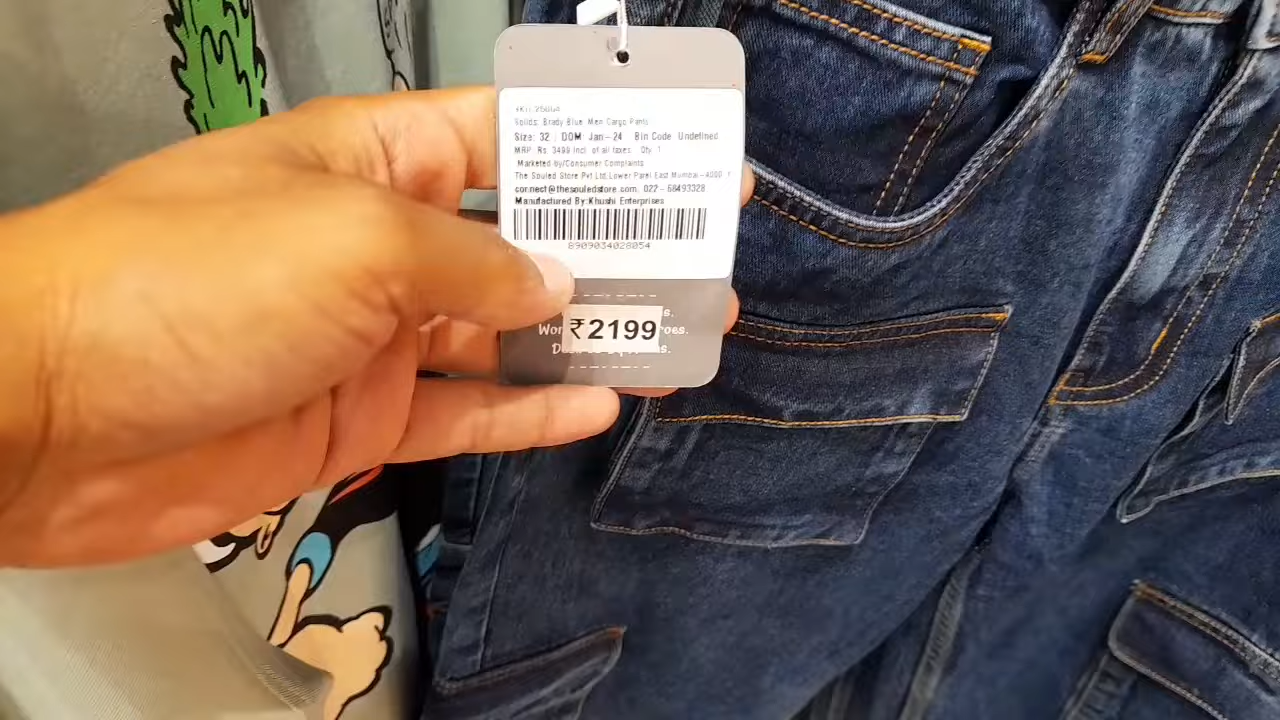 Solids: Brady Blue Men Cargo Pants
Size: 32 / DOM: Jan-24 Bin Code Undefined
MRP Rs 3499 Incl. of all taxes Qty 1
Marketed by/Consumer Complaints
The Souled Store Pvt Ltd, Lower Parel East Mumbai-4000
connect@thesouledstore.com 022-68493328
Manufactured By:Khushi Enterprises
8909034028054
₹2199